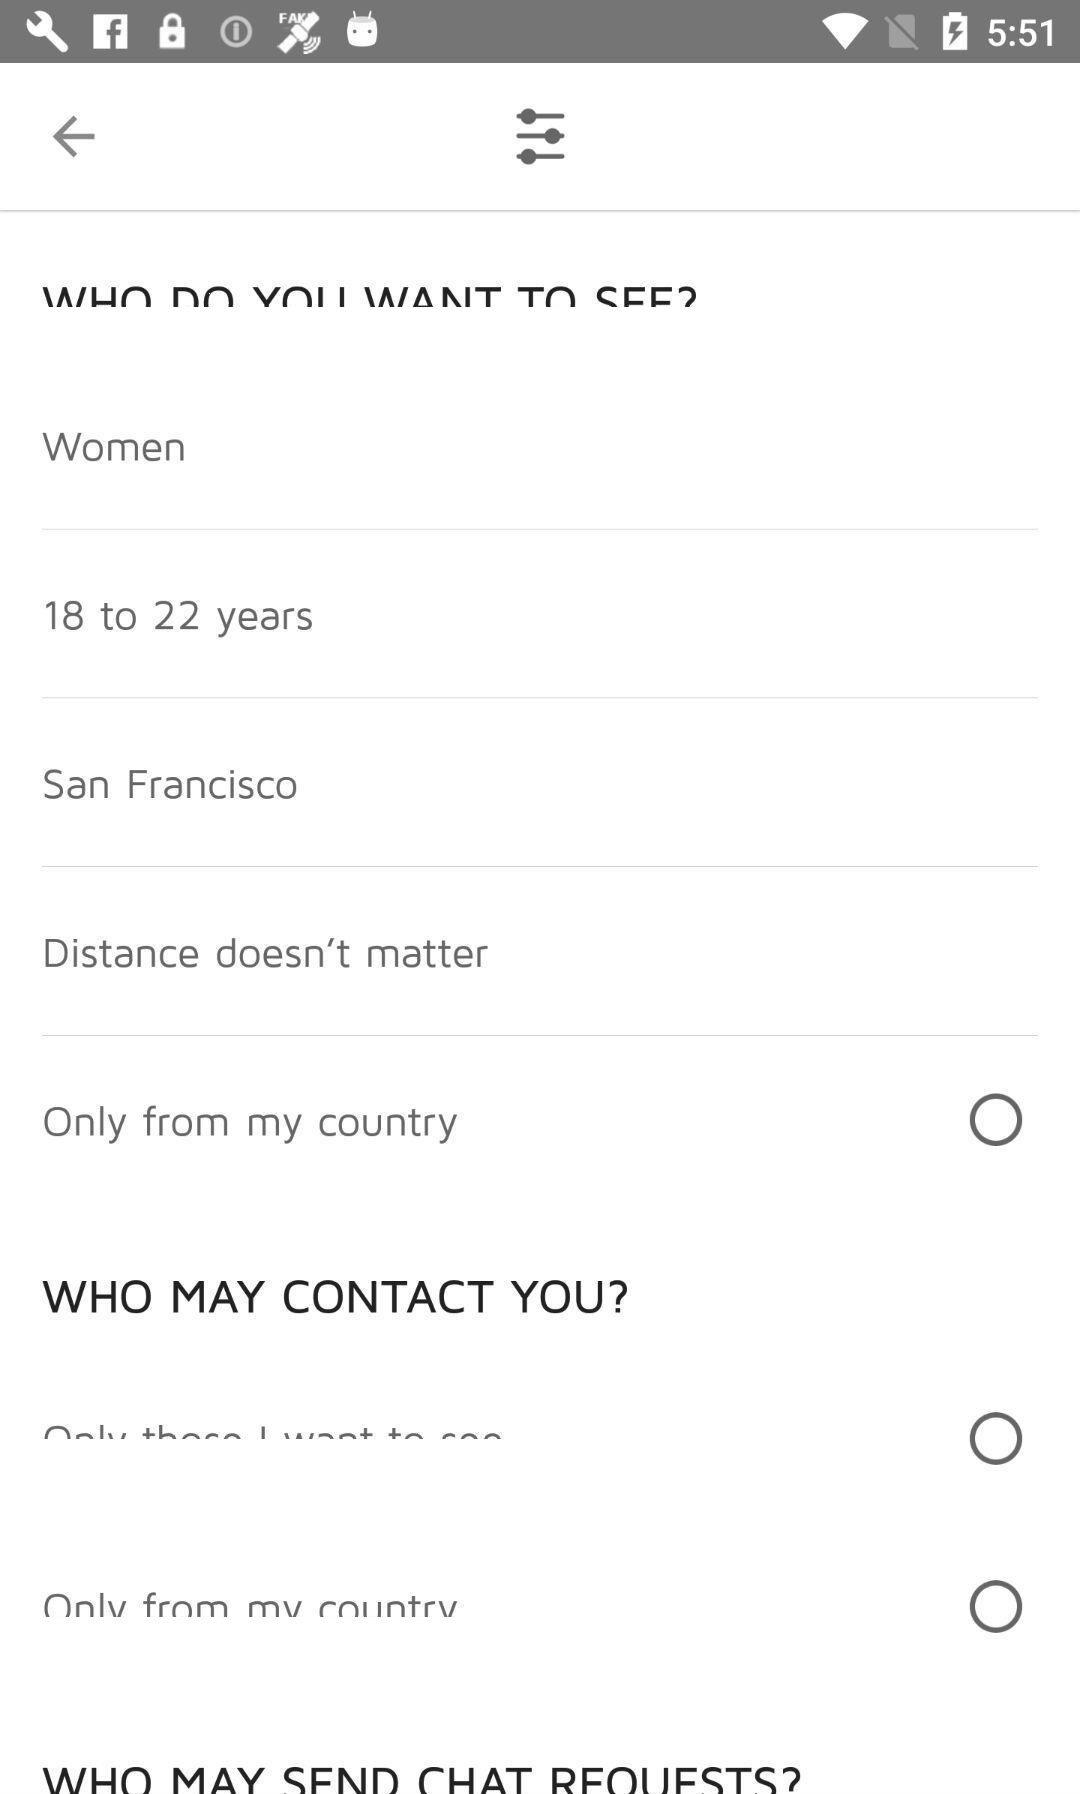 FAKE
5:51
WHO DO YOU WANT TO SEE?
Women
18 to 22 years
San Francisco
Distance doesn’t matter
Only from my country
WHO MAY CONTACT YOU?
Only those I want to see
Only from my country
WHO MAY SEND CHAT REQUESTS?